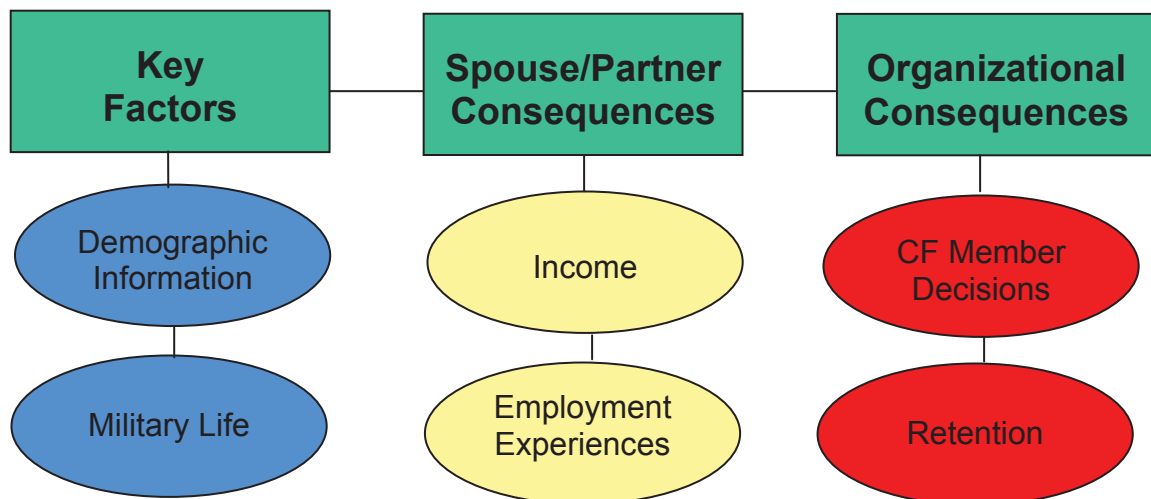 Key
Factors
Spouse/Partner
Consequences
Organizational
Consequences
Demographic
Information
Income
CF Member
Decisions
Military Life
Employment
Experiences
Retention